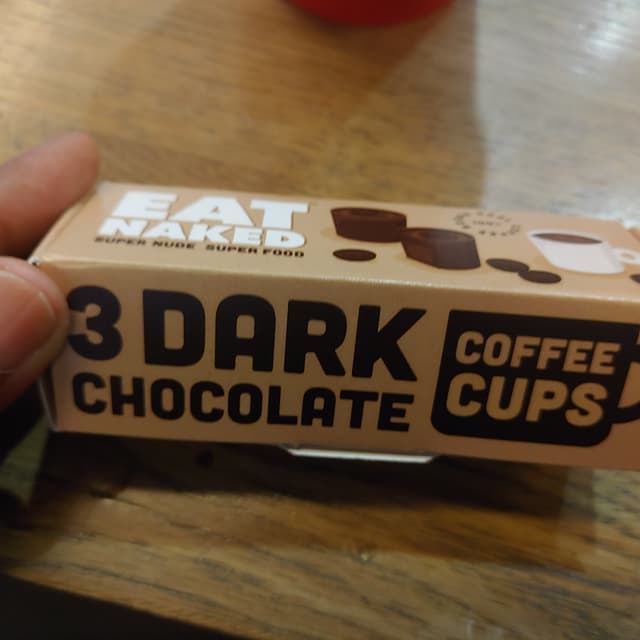 EAT
NAKED
SUPER NUDE SUPER FOOD
3 DARK
CHOCOLATE
COFFEE
CUPS